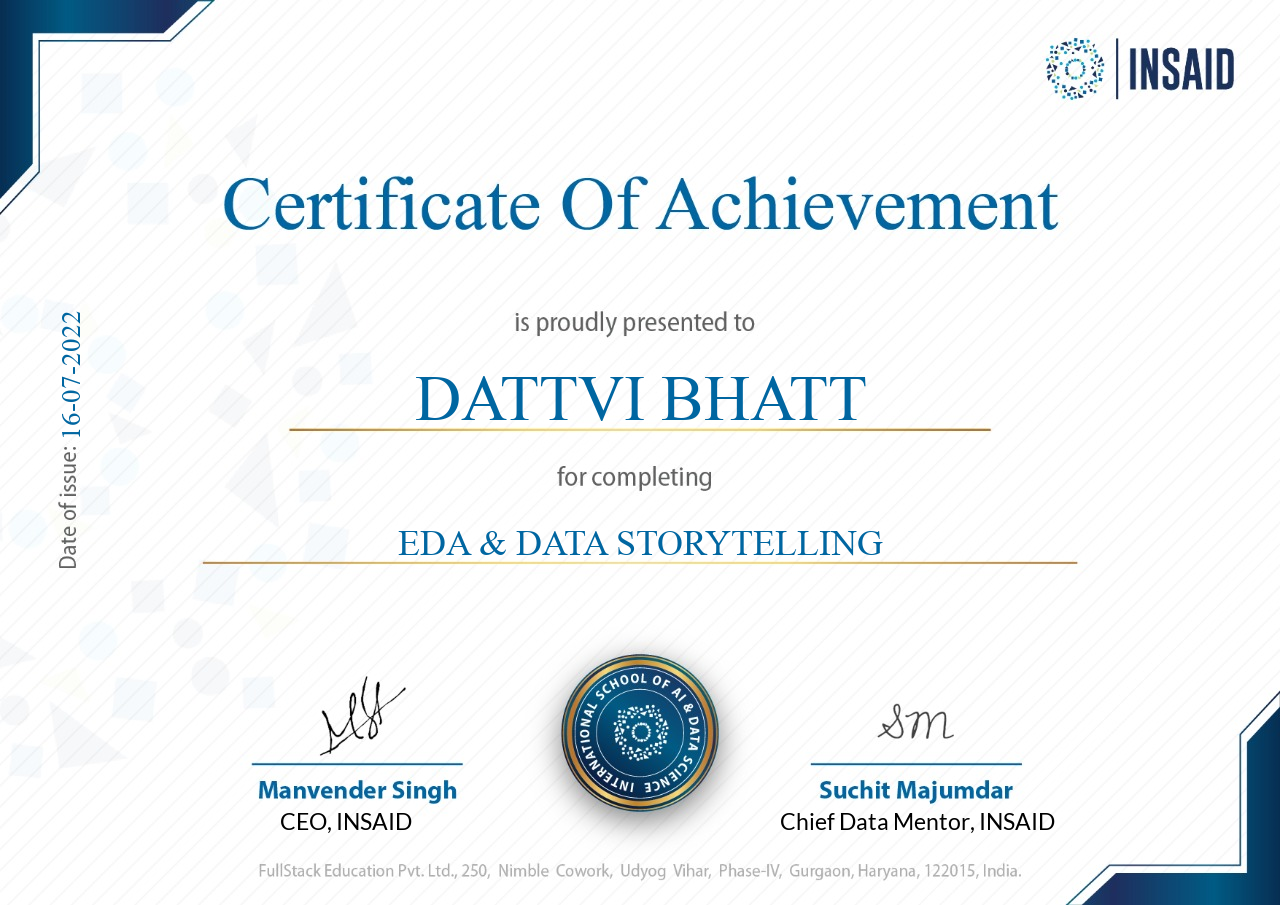 INSAID
Certificate Of Achievement
is proudly presented to
DATTVI BHATT
for completing
EDA & DATA STORYTELLING
Date of issue: 16-07-2022
INTERNATIONAL SCHOOL OF AI & DATA SCIENCE
SM
Manvender Singh
CEO, INSAID
Suchit Majumdar
Chief Data Mentor, INSAID
FullStack Education Pvt. Ltd., 250, Nimble Cowork, Udyog Vihar, Phase-IV, Gurgaon, Haryana, 122015, India.